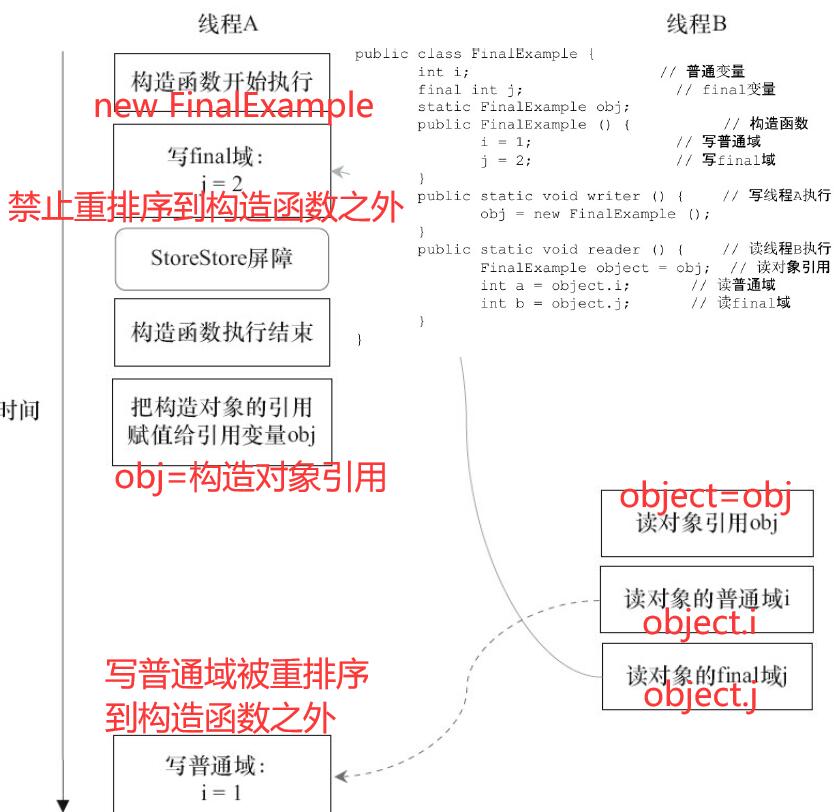 线程A
线程B
构造函数开始执行
new FinalExample
写final域：
j = 2
禁止重排序到构造函数之外
StoreStore屏障
构造函数执行结束
把构造对象的引用
赋值给引用变量obj
obj=构造对象引用
时间
写普通域被重排序
到构造函数之外
写普通域：
i = 1
public class FinalExample {
int i; // 普通变量
final int j; // final变量
static FinalExample obj;
public FinalExample () { // 构造函数
i = 1; // 写普通域
j = 2; // 写final域
}
public static void writer () { // 写线程A执行
obj = new FinalExample ();
}
public static void reader () { // 读线程B执行
FinalExample object = obj; // 读对象引用
int a = object.i; // 读普通域
int b = object.j; // 读final域
}
}
object=obj
读对象引用obj
读对象的普通域i
object.i
读对象的final域j
object.j